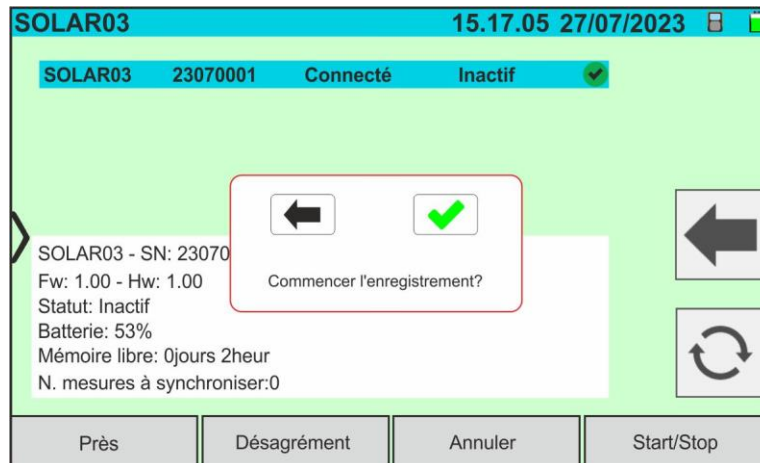 SOLAR03 15.17.05 27/07/2023
SOLAR03 23070001 Connecté Inactif
Commencer l'enregistrement?
SOLAR03 - SN: 23070
Fw: 1.00 - Hw: 1.00
Statut: Inactif
Batterie: 53%
Mémoire libre: 0jours 2heur
N. mesures à synchroniser:0
Près Désagrément Annuler Start/Stop